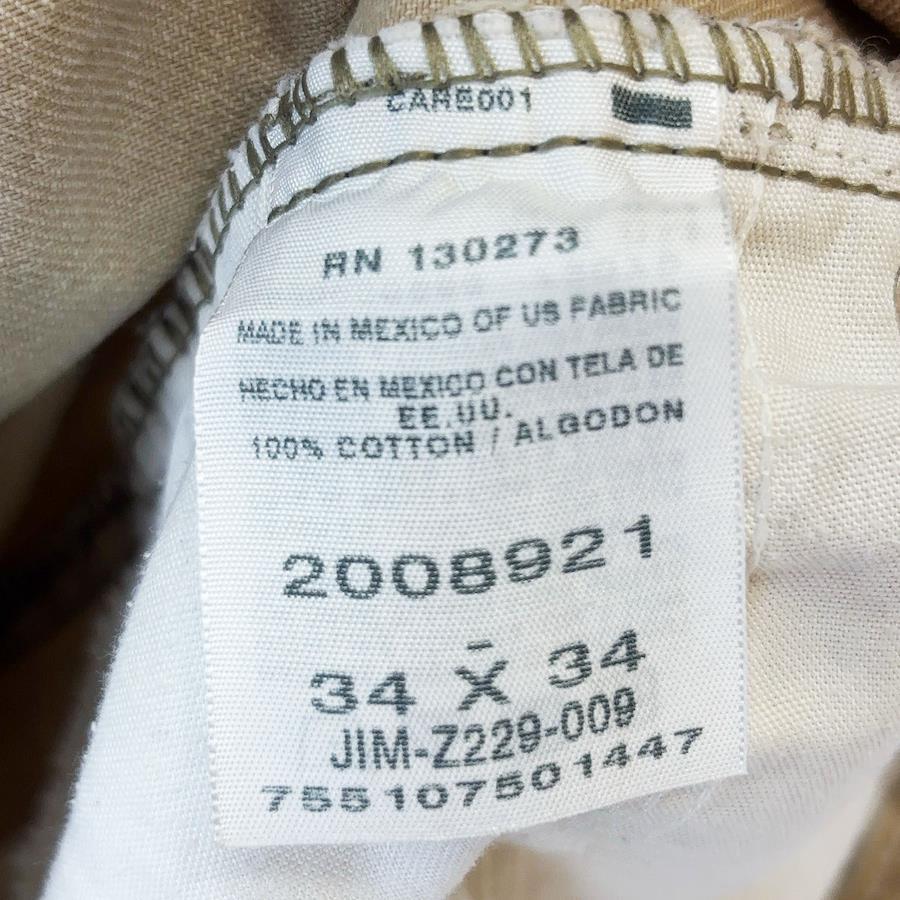 CARE001
RN 130273
MADE IN MEXICO OF US FABRIC
HECHO EN MEXICO CON TELA DE
EE.UU.
100% COTTON / ALGODON
2008921
34 X 34
JIM-Z229-009
755107501447